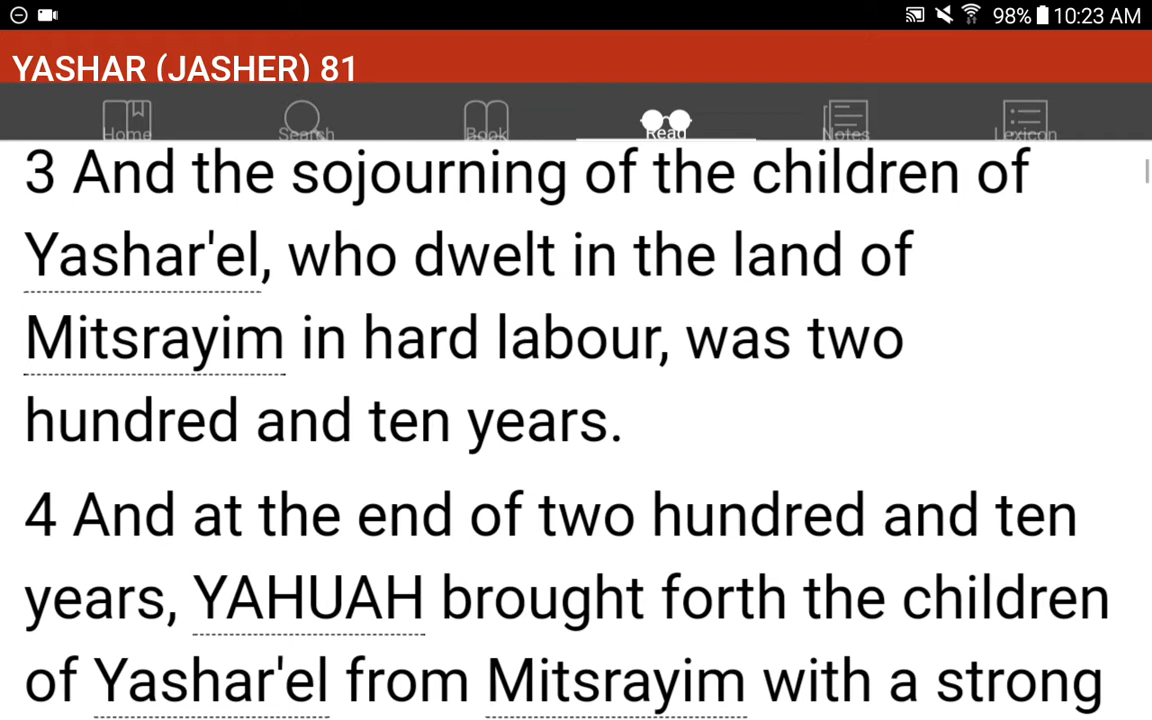 98% 10:23 AM
YASHAR (JASHER) 81
Home Search Book Read Notes Lexicon
3 And the sojourning of the children of
Yashar'el, who dwelt in the land of
Mitsrayim in hard labour, was two
hundred and ten years.
4 And at the end of two hundred and ten
years, YAHUAH brought forth the children
of Yashar'el from Mitsrayim with a strong